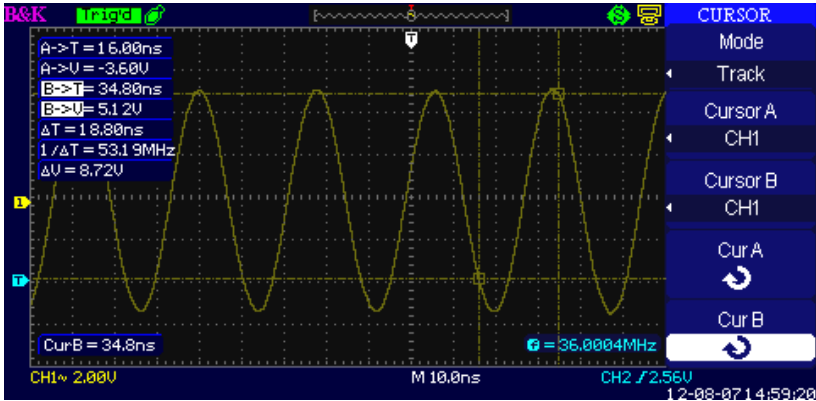 B&K Trig'd T S CURSOR
Mode
Track
A->T=16.00ns
A->V=-3.60V
B->T=34.80ns
B->V=5.12V
ΔT=18.80ns
1/ΔT=53.19MHz
ΔV=8.72V
Cursor A
CH1
Cursor B
CH1
1
T
Cur A
Cur B
CurB=34.8ns f=36.0004MHz
CH1~ 2.00V M 10.0ns CH2 2.56V
12-08-07 14:59:20